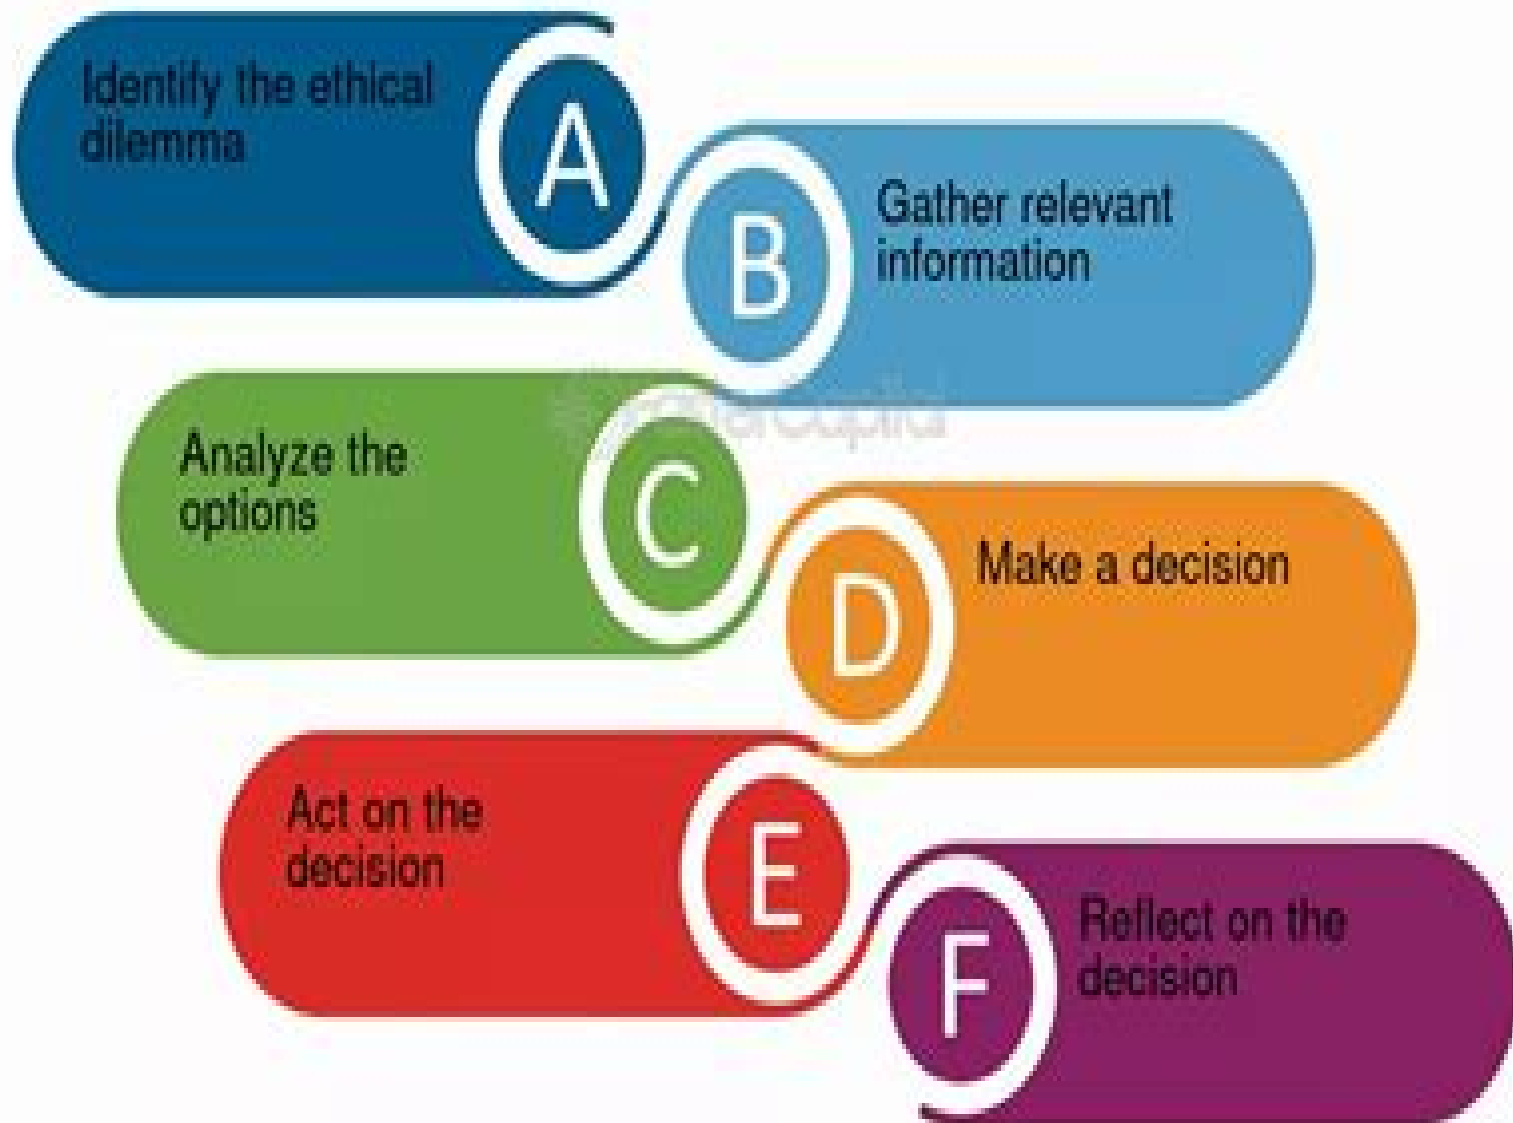 Identify the ethical
dilemma
A
B
Gather relevant
information
Analyze the
options
C
D
Make a decision
Act on the
decision
E
F
Reflect on the
decision